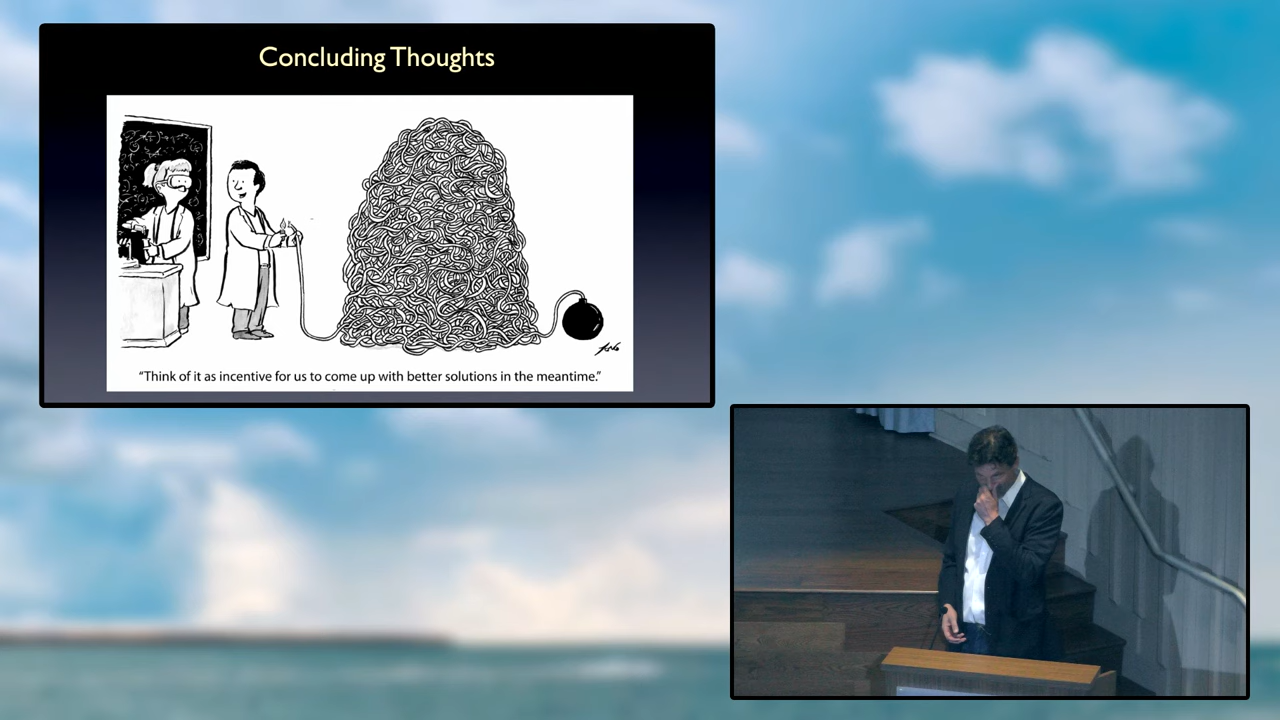 Concluding Thoughts
“Think of it as incentive for us to come up with better solutions in the meantime.”